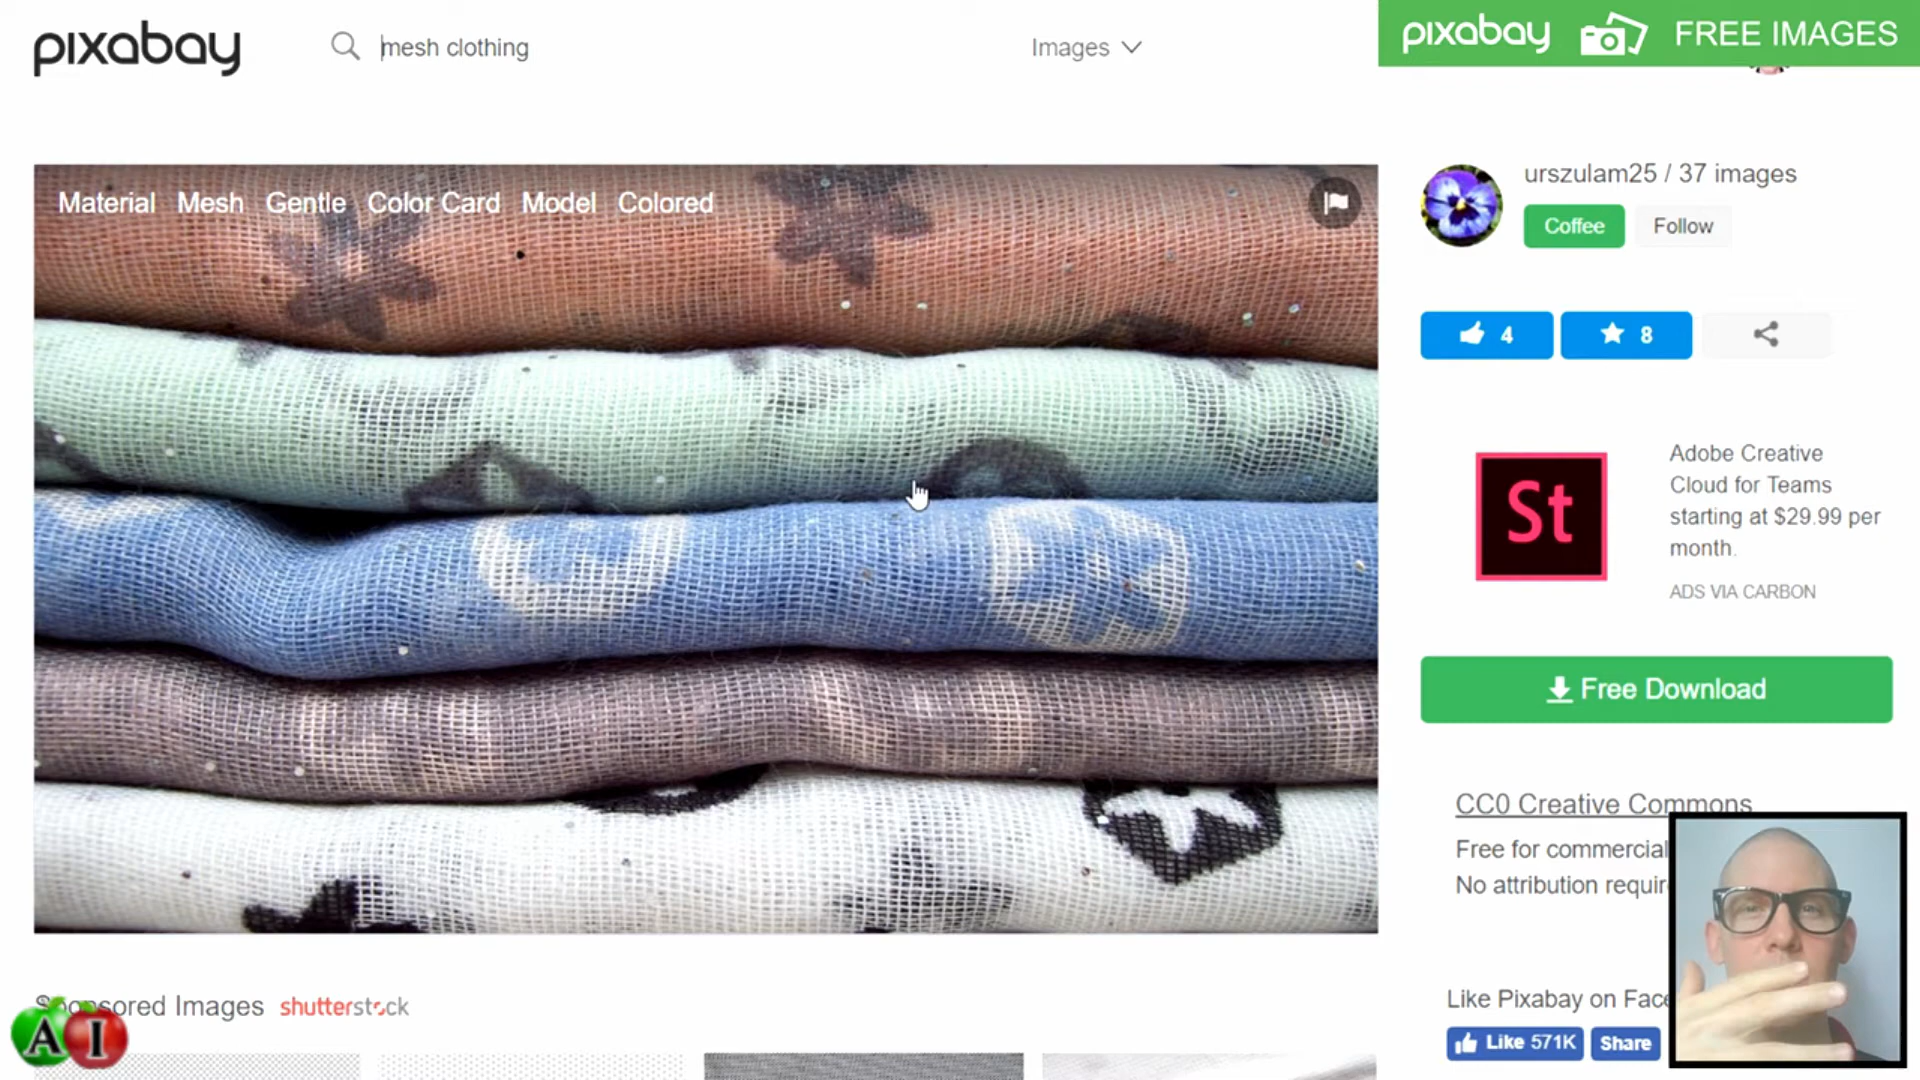 pixabay
mesh clothing
Images
pixabay FREE IMAGES
Material Mesh Gentle Color Card Model Colored
urszulam25 / 37 images
Coffee Follow
4 8
St
Adobe Creative
Cloud for Teams
starting at $29.99 per
month.
ADS VIA CARBON
Free Download
CC0 Creative Commons
Free for commercial
No attribution requir
Like Pixabay on Face
Like 571K Share
Sponsored Images shutterstock
A I